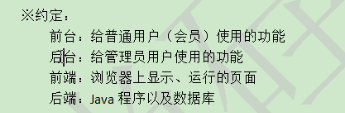 ※约定：
前台：给普通用户（会员）使用的功能
后台：给管理员用户使用的功能
前端：浏览器上显示、运行的页面
后端：Java 程序以及数据库